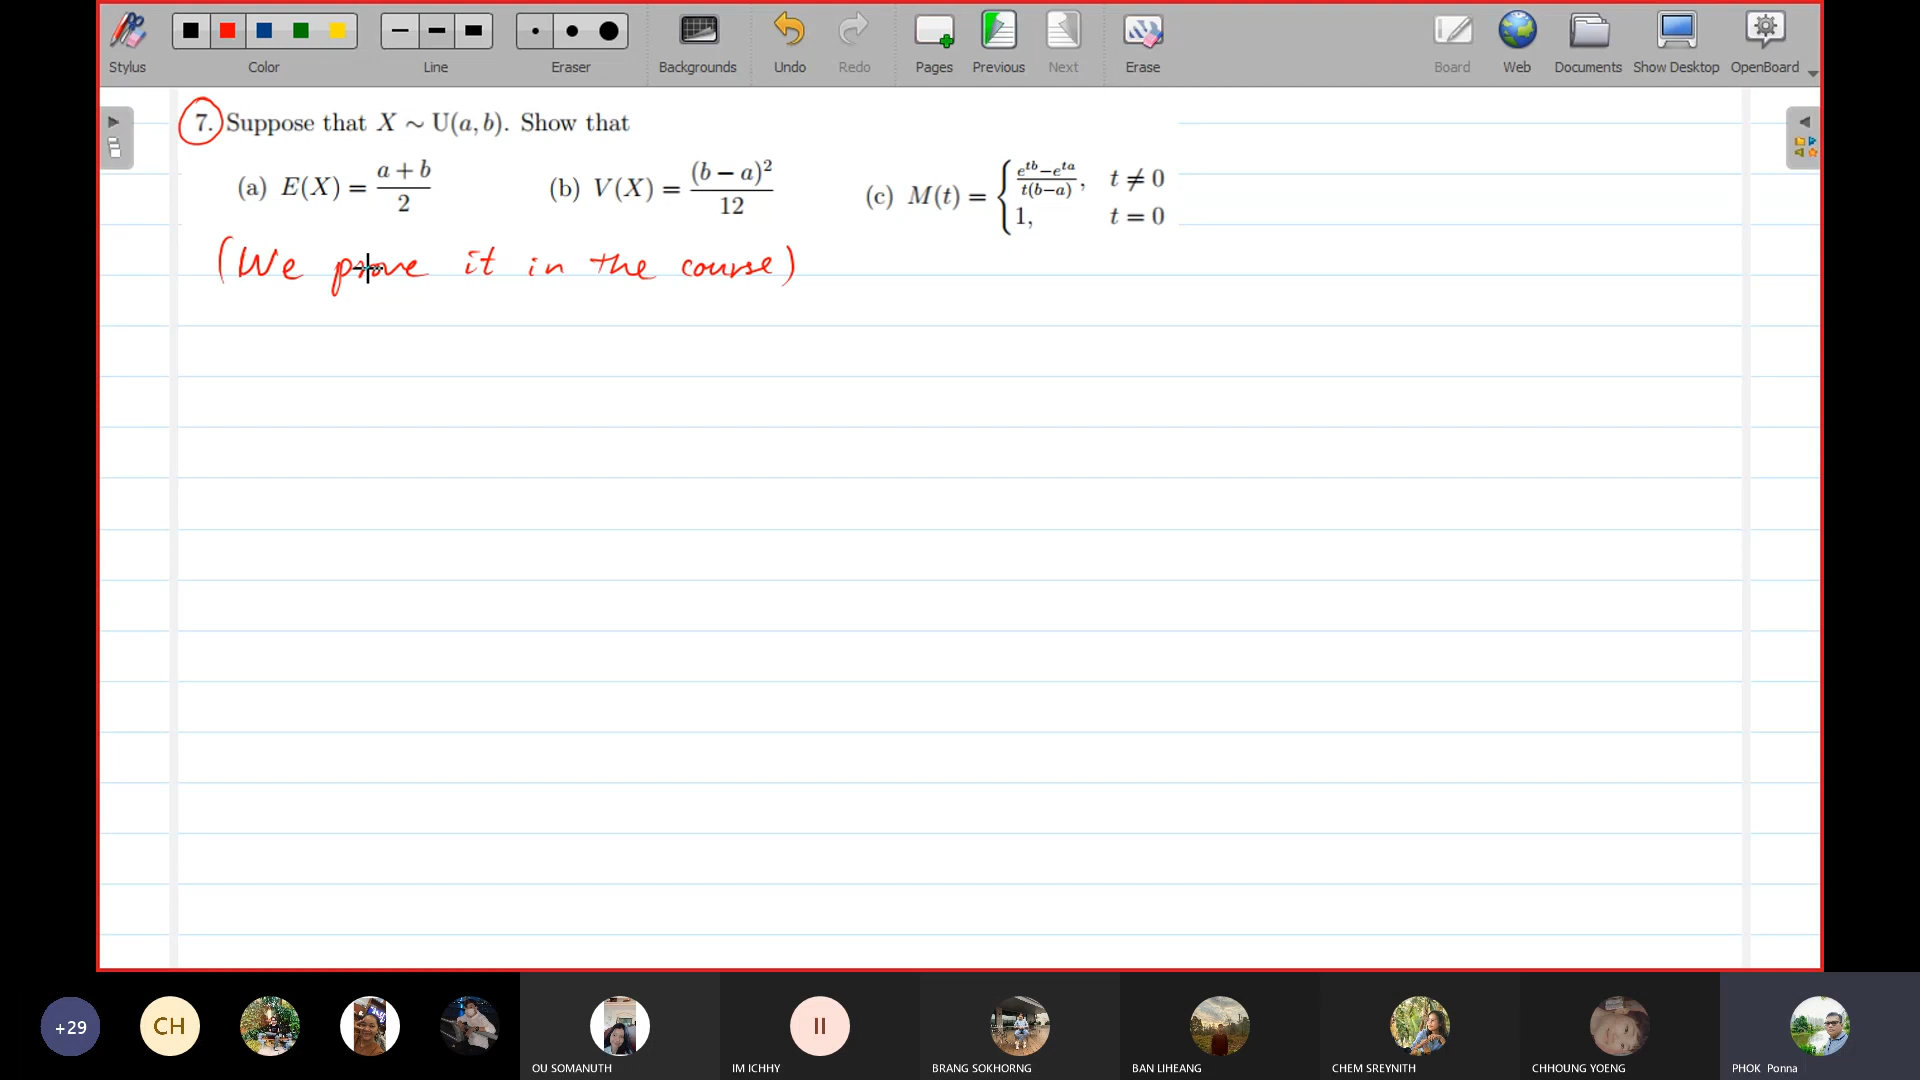 Stylus Color Line Eraser Backgrounds Undo Redo Pages Previous Next Erase Board Web Documents Show Desktop OpenBoard
7. Suppose that X ∼ U(a, b). Show that
(a) E(X) = (a + b)/2 (b) V(X) = (b − a)²/12 (c) M(t) = { (e^{tb} − e^{ta})/(t(b−a)), t ≠ 0
1, t = 0
(We prove it in the course)
+29 CH II
OU SOMANUTH IM ICHHY BRANG SOKHORNG BAN LIHEANG CHEM SREYNITH CHHOUNG YOENG PHOK Ponna